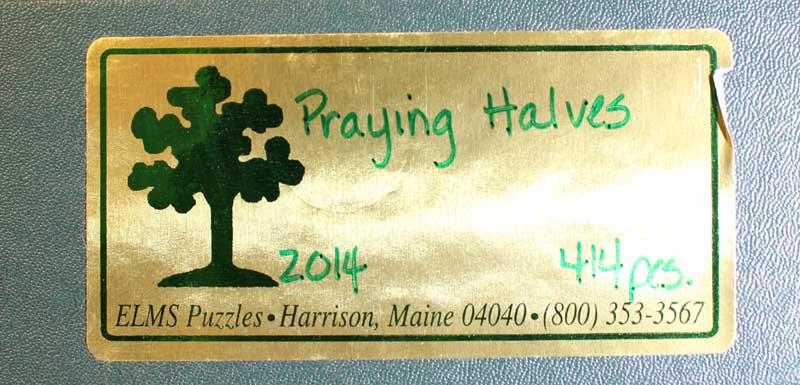 Praying Halves
2014 414 pcs.
ELMS Puzzles • Harrison, Maine 04040 • (800) 353-3567